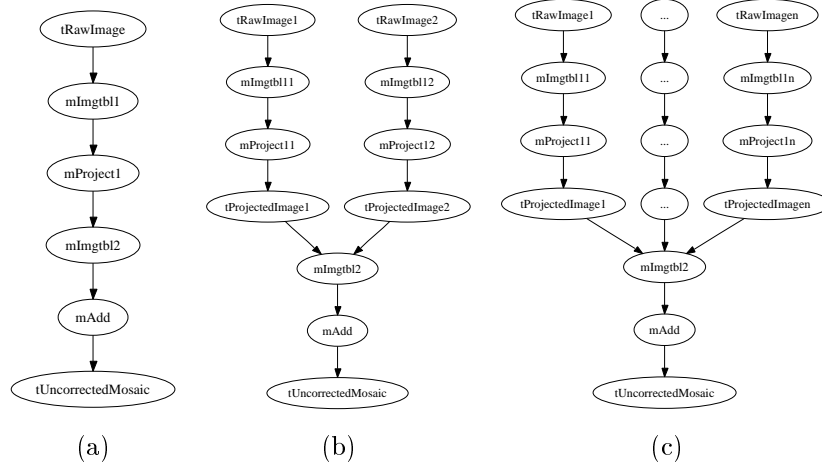 tRawImage
mImgtbl1
mProject1
mImgtbl2
mAdd
tUncorrectedMosaic
(a)
tRawImage1 tRawImage2
mImgtbl11 mImgtbl12
mProject11 mProject12
tProjectedImage1 tProjectedImage2
mImgtbl2
mAdd
tUncorrectedMosaic
(b)
tRawImage1 ... tRawImagen
mImgtbl11 ... mImgtbl1n
mProject11 ... mProject1n
tProjectedImage1 ... tProjectedImagen
mImgtbl2
mAdd
tUncorrectedMosaic
(c)